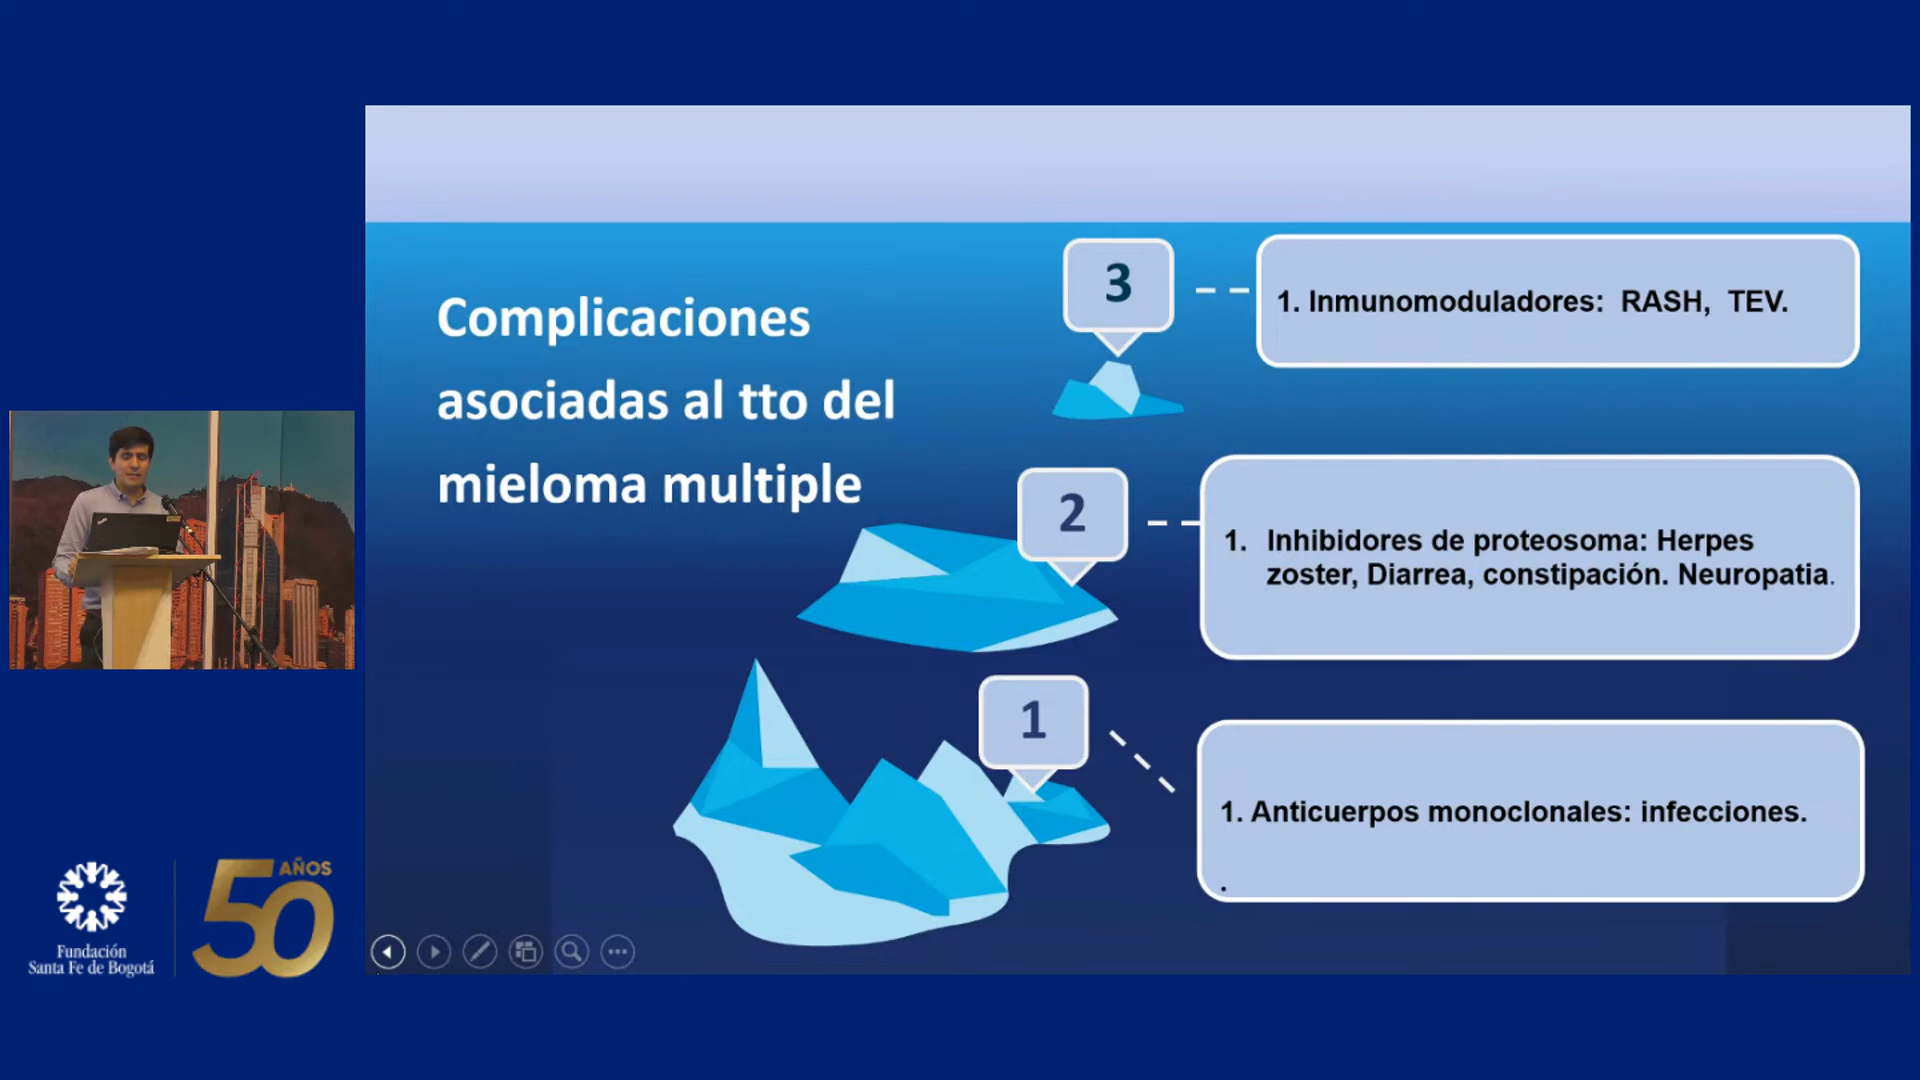 Complicaciones
asociadas al tto del
mieloma multiple
3
1. Inmunomoduladores: RASH, TEV.
2
1. Inhibidores de proteosoma: Herpes
zoster, Diarrea, constipación. Neuropatia.
1
1. Anticuerpos monoclonales: infecciones.
.
Fundación
Santa Fe de Bogotá
50
AÑOS